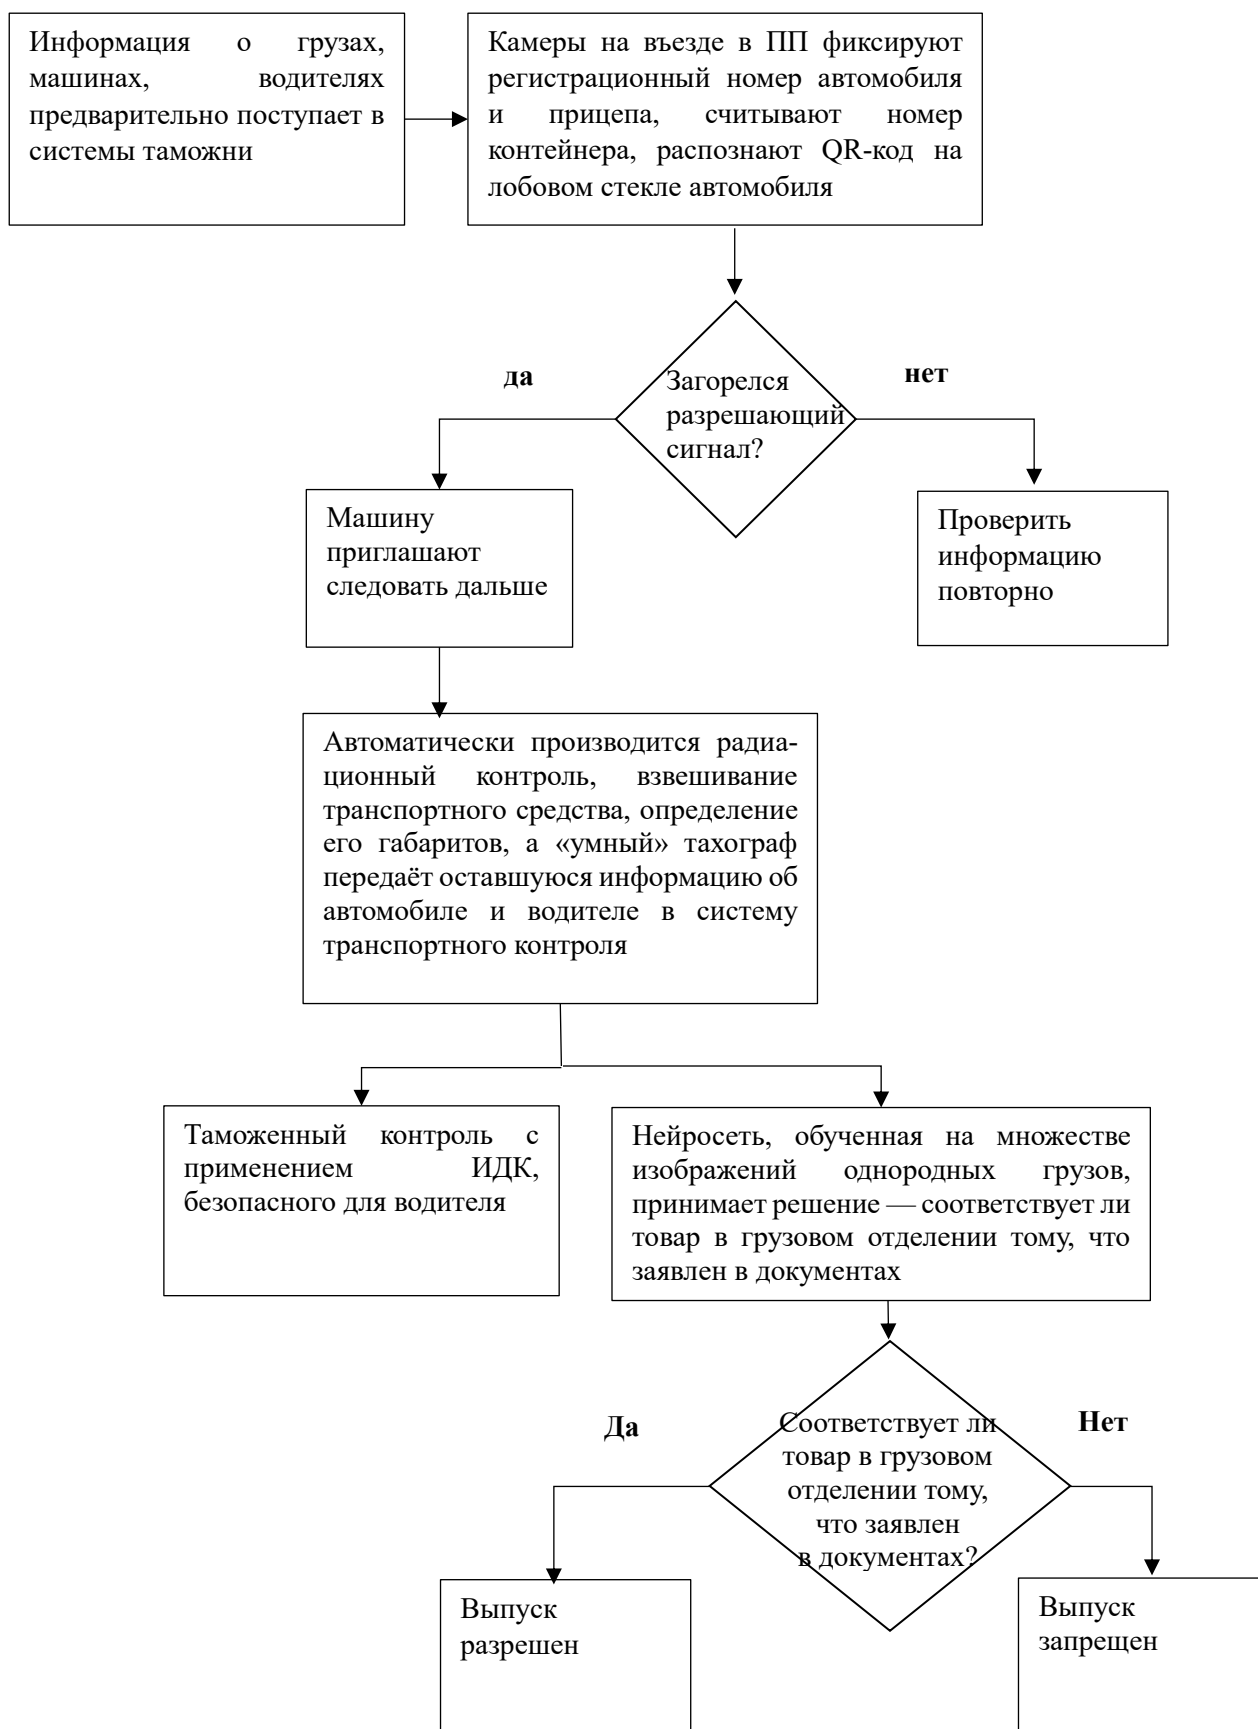 Информация о грузах,
машинах, водителях
предварительно поступает в
системы таможни
Камеры на въезде в ПП фиксируют
регистрационный номер автомобиля
и прицепа, считывают номер
контейнера, распознают QR-код на
лобовом стекле автомобиля
да
Загорелся
разрешающий
сигнал?
нет
Машину
приглашают
следовать дальше
Проверить
информацию
повторно
Автоматически производится радиа-
ционный контроль, взвешивание
транспортного средства, определение
его габаритов, а «умный» тахограф
передаёт оставшуюся информацию об
автомобиле и водителе в систему
транспортного контроля
Таможенный контроль с
применением ИДК,
безопасного для водителя
Нейросеть, обученная на множестве
изображений однородных грузов,
принимает решение — соответствует ли
товар в грузовом отделении тому, что
заявлен в документах
Да
Соответствует ли
товар в грузовом
отделении тому,
что заявлен
в документах?
Нет
Выпуск
разрешен
Выпуск
запрещен